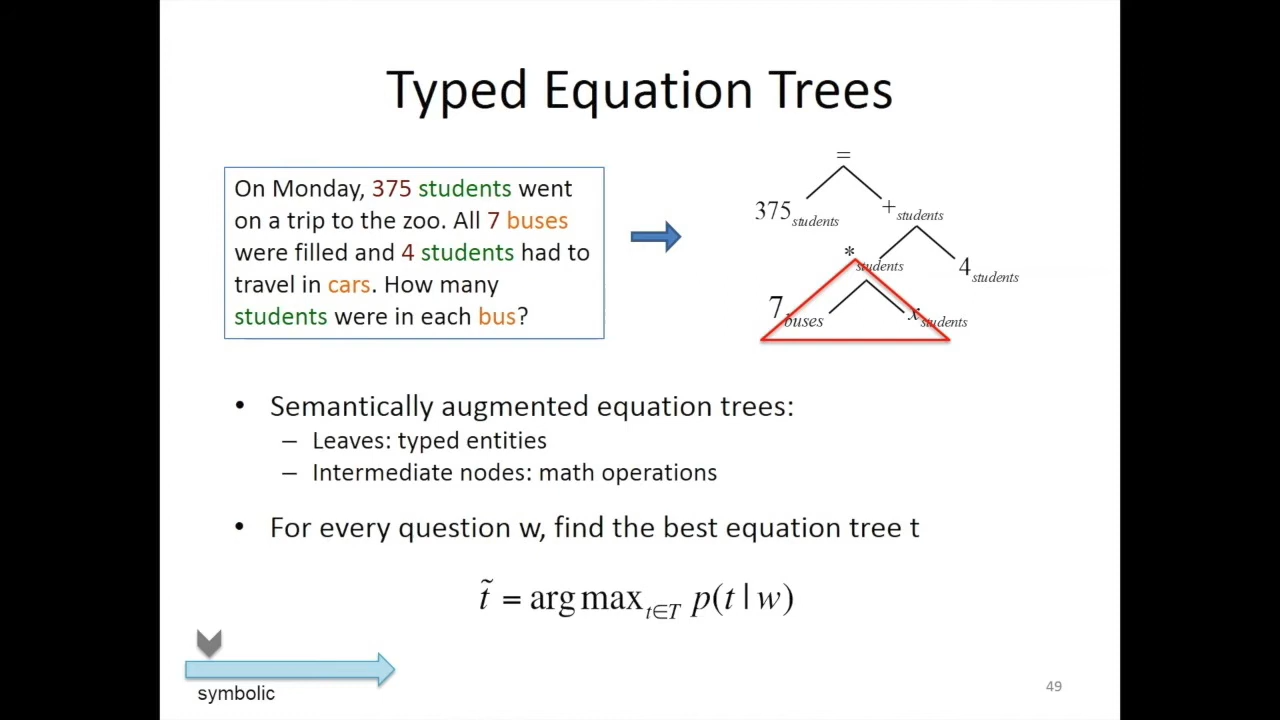 Typed Equation Trees
On Monday, 375 students went
on a trip to the zoo. All 7 buses
were filled and 4 students had to
travel in cars. How many
students were in each bus?
=
375 students
+ students
* students
4 students
7 buses
x students
• Semantically augmented equation trees:
– Leaves: typed entities
– Intermediate nodes: math operations
• For every question w, find the best equation tree t
t̃ = arg max t∈T p(t | w)
symbolic
49